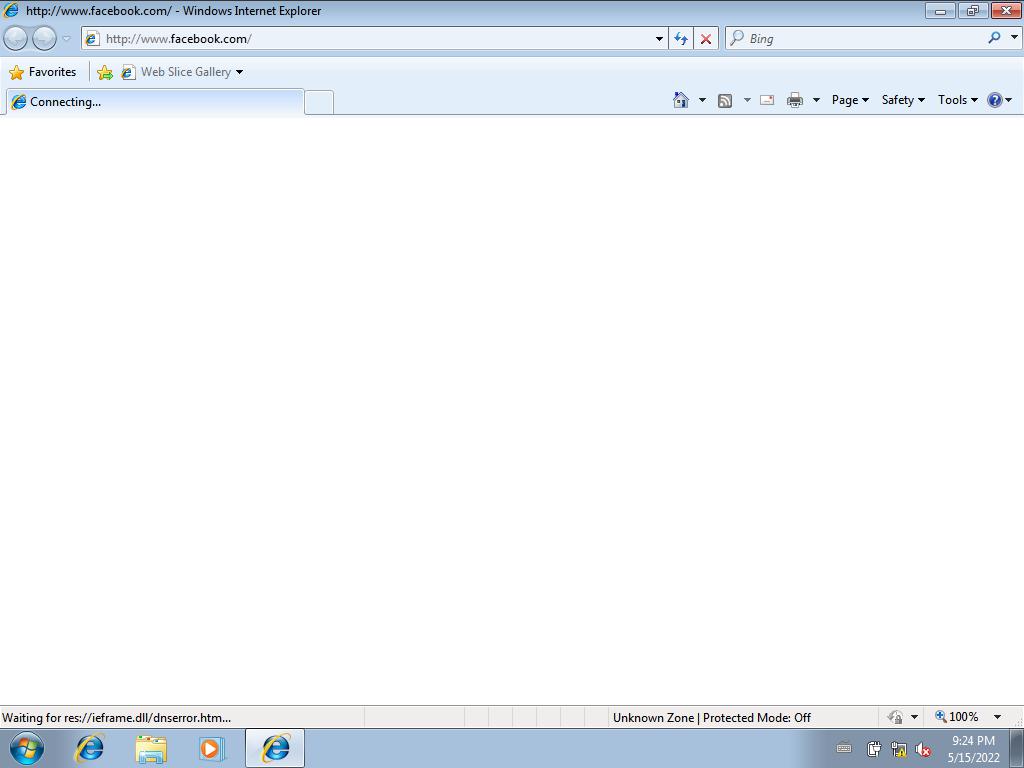 http://www.facebook.com/ - Windows Internet Explorer
http://www.facebook.com/
Bing
Favorites
Web Slice Gallery
Connecting...
Page
Safety
Tools
Waiting for res://ieframe.dll/dnserror.htm...
Unknown Zone | Protected Mode: Off
100%
9:24 PM
5/15/2022